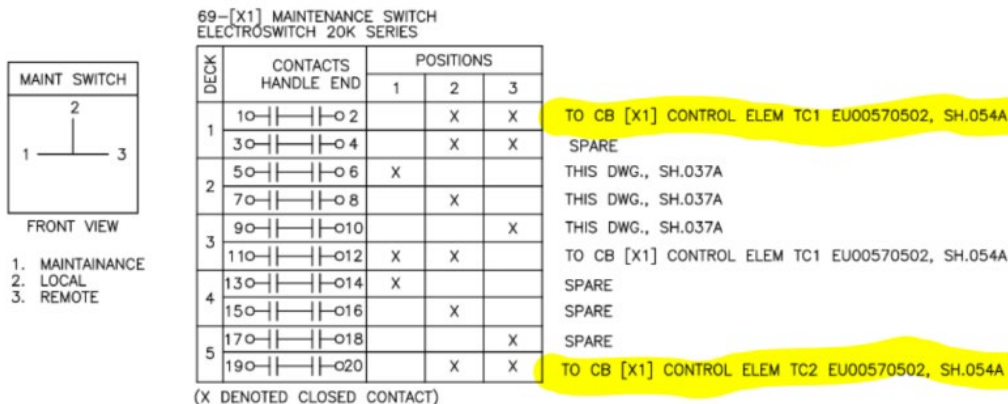 69-[X1] MAINTENANCE SWITCH
ELECTROSWITCH 20K SERIES
MAINT SWITCH
2
1 3
FRONT VIEW
1. MAINTAINANCE
2. LOCAL
3. REMOTE
DECK CONTACTS HANDLE END POSITIONS
1 2 3
1 1 2 X X TO CB [X1] CONTROL ELEM TC1 EU00570502, SH.054A
3 4 X X SPARE
2 5 6 X THIS DWG., SH.037A
7 8 X THIS DWG., SH.037A
3 9 10 X THIS DWG., SH.037A
11 12 X X TO CB [X1] CONTROL ELEM TC1 EU00570502, SH.054A
4 13 14 X SPARE
15 16 X SPARE
5 17 18 X SPARE
19 20 X X TO CB [X1] CONTROL ELEM TC2 EU00570502, SH.054A
(X DENOTED CLOSED CONTACT)